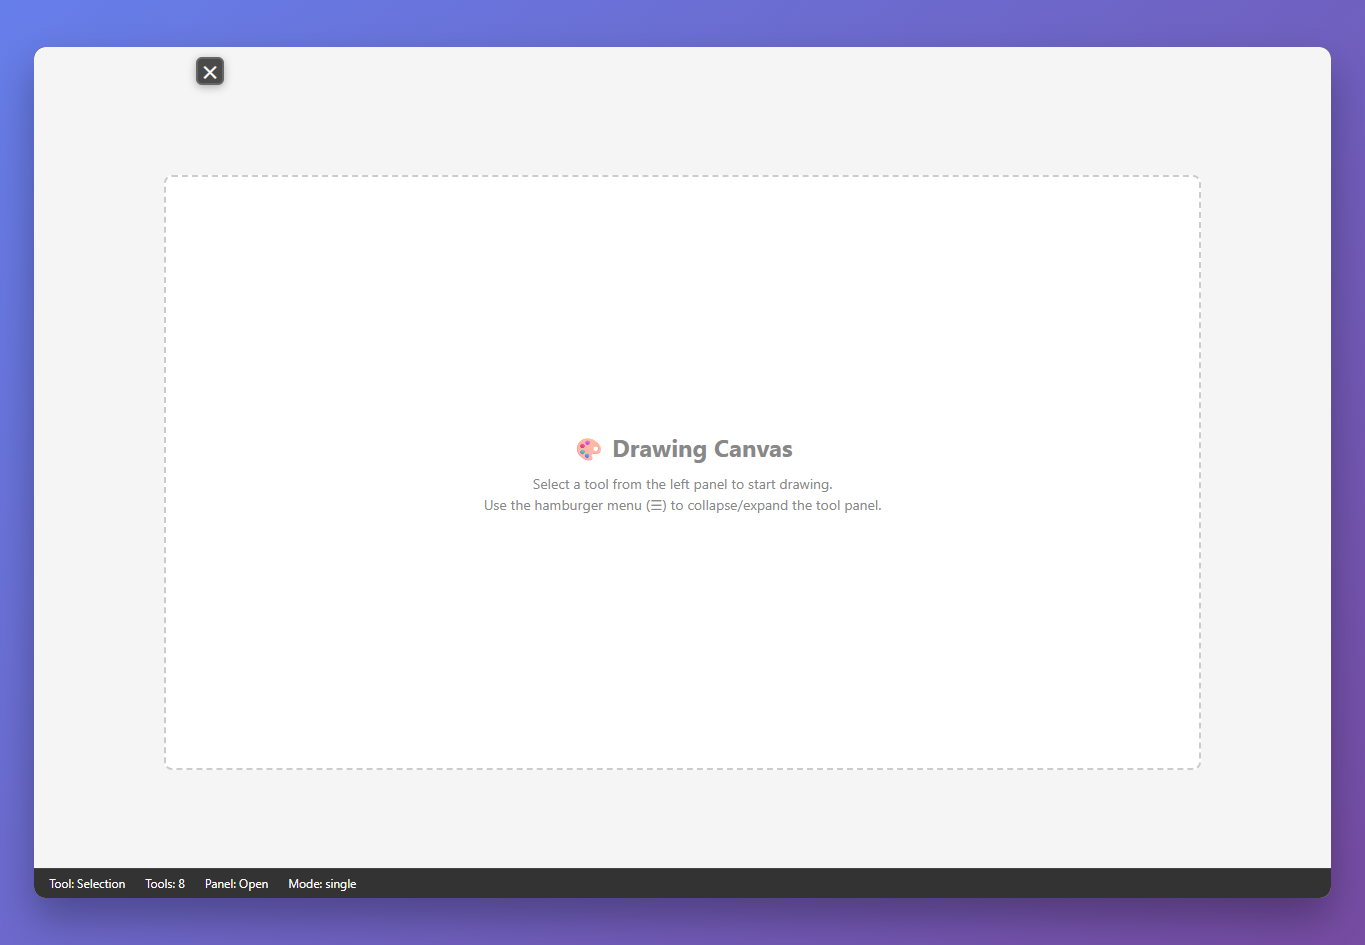 ✕
🎨 Drawing Canvas
Select a tool from the left panel to start drawing.
Use the hamburger menu (☰) to collapse/expand the tool panel.
Tool: Selection Tools: 8 Panel: Open Mode: single